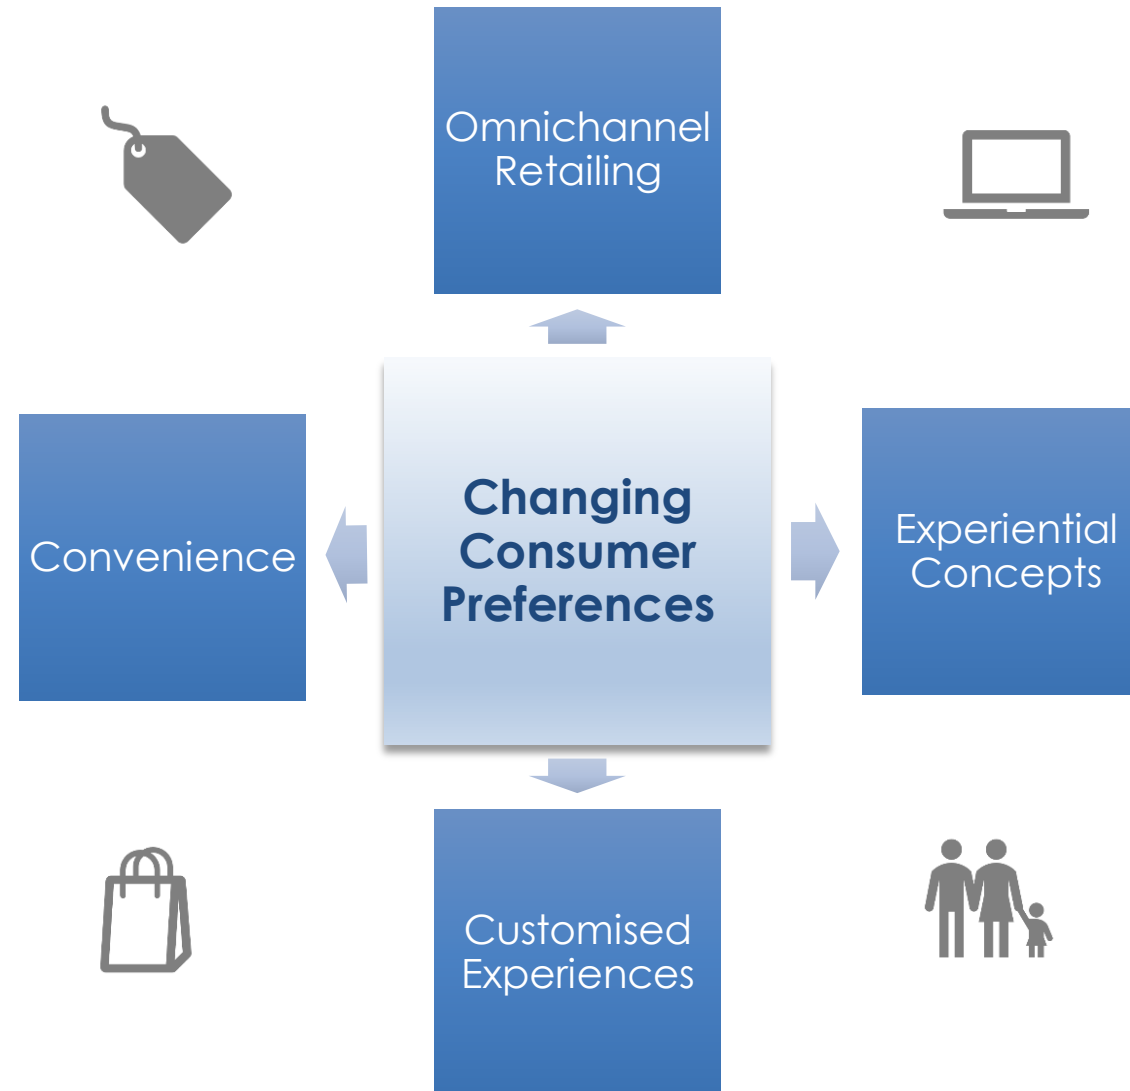 Omnichannel
Retailing
Convenience
Changing
Consumer
Preferences
Experiential
Concepts
Customised
Experiences